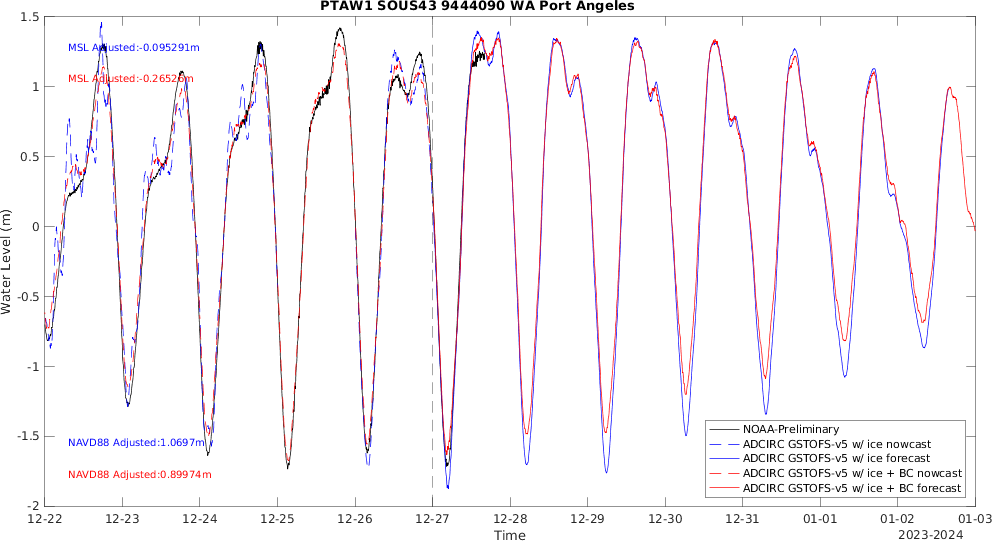 PTAW1 SOUS43 9444090 WA Port Angeles
Water Level (m)
1.5
1
0.5
0
-0.5
-1
-1.5
-2
MSL Adjusted:-0.095291m
MSL Adjusted:-0.26526m
NAVD88 Adjusted:1.0697m
NAVD88 Adjusted:0.89974m
NOAA-Preliminary
ADCIRC GSTOFS-v5 w/ ice nowcast
ADCIRC GSTOFS-v5 w/ ice forecast
ADCIRC GSTOFS-v5 w/ ice + BC nowcast
ADCIRC GSTOFS-v5 w/ ice + BC forecast
12-22 12-23 12-24 12-25 12-26 12-27 12-28 12-29 12-30 12-31 01-01 01-02 01-03
Time
2023-2024